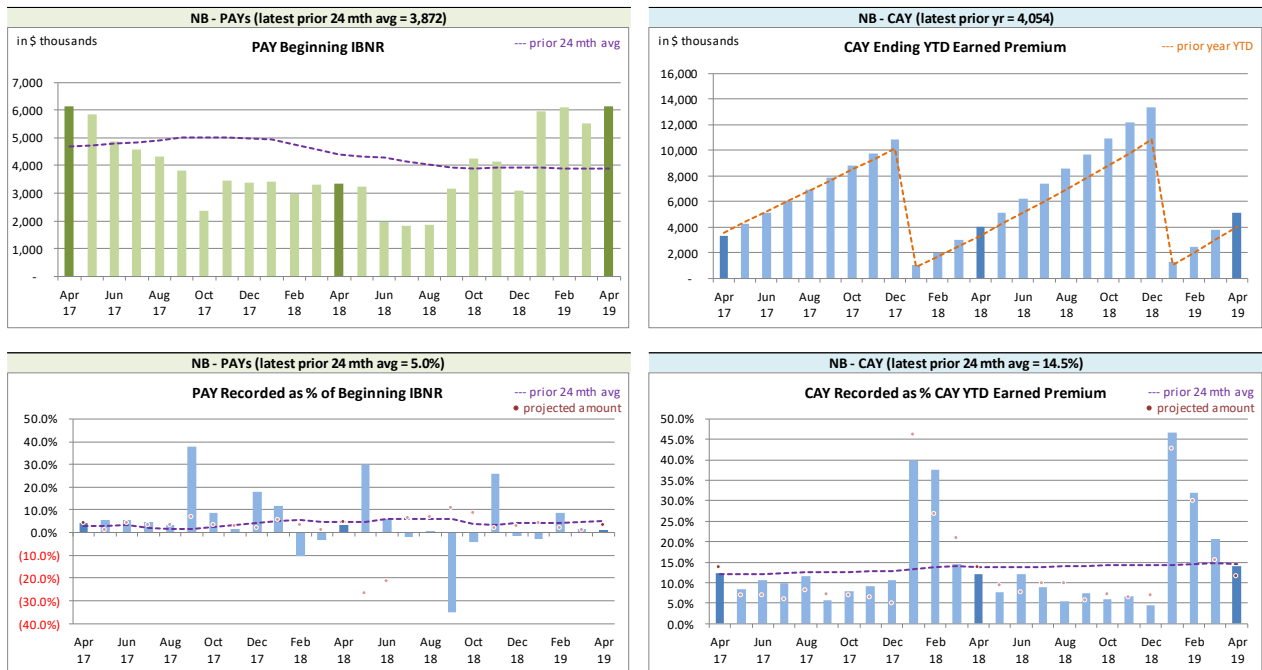 NB - PAYs (latest prior 24 mth avg = 3,872)
in $ thousands
PAY Beginning IBNR
--- prior 24 mth avg
7,000
6,000
5,000
4,000
3,000
2,000
1,000
-
Apr Jun Aug Oct Dec Feb Apr Jun Aug Oct Dec Feb Apr
17 17 17 17 17 18 18 18 18 18 18 19 19
NB - CAY (latest prior yr = 4,054)
in $ thousands
CAY Ending YTD Earned Premium
--- prior year YTD
16,000
14,000
12,000
10,000
8,000
6,000
4,000
2,000
-
Apr Jun Aug Oct Dec Feb Apr Jun Aug Oct Dec Feb Apr
17 17 17 17 17 18 18 18 18 18 18 19 19
NB - PAYs (latest prior 24 mth avg = 5.0%)
PAY Recorded as % of Beginning IBNR
--- prior 24 mth avg
• projected amount
50.0%
40.0%
30.0%
20.0%
10.0%
0.0%
(10.0%)
(20.0%)
(30.0%)
(40.0%)
Apr Jun Aug Oct Dec Feb Apr Jun Aug Oct Dec Feb Apr
17 17 17 17 17 18 18 18 18 18 18 19 19
NB - CAY (latest prior 24 mth avg = 14.5%)
CAY Recorded as % CAY YTD Earned Premium
--- prior 24 mth avg
• projected amount
50.0%
45.0%
40.0%
35.0%
30.0%
25.0%
20.0%
15.0%
10.0%
5.0%
0.0%
Apr Jun Aug Oct Dec Feb Apr Jun Aug Oct Dec Feb Apr
17 17 17 17 17 18 18 18 18 18 18 19 19